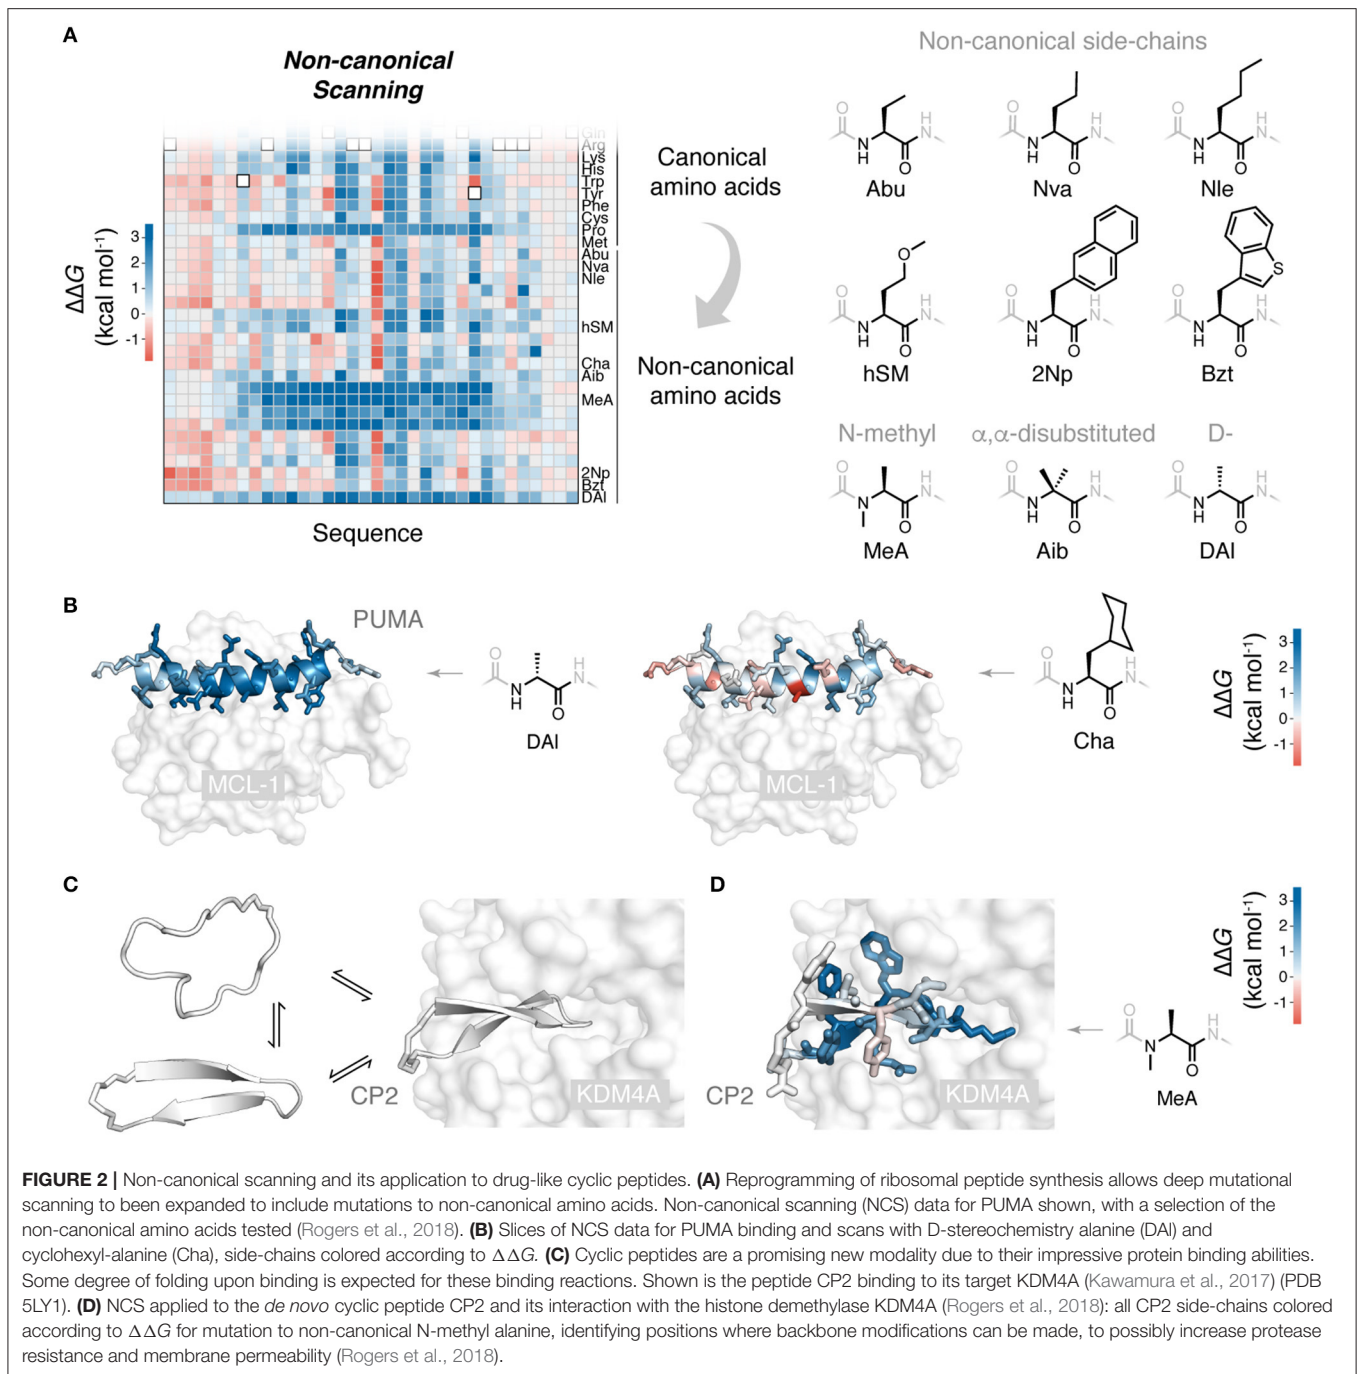 A
Non-canonical
Scanning
Gln
Arg
Lys
His
Trp
Tyr
Phe
Cys
Pro
Met
Abu
Nva
Nle
hSM
Cha
Aib
MeA
2Np
Bzt
DAl
ΔΔG
(kcal mol-1)
3
2
1
0
-1
Sequence
Canonical
amino acids
Non-canonical
amino acids
Non-canonical side-chains
O
N
H
O
H
N
Abu
O
N
H
O
H
N
Nva
O
N
H
O
H
N
Nle
O
O
N
H
O
H
N
hSM
O
N
H
O
H
N
2Np
S
O
N
H
O
H
N
Bzt
N-methyl
α,α-disubstituted
D-
O
N
O
H
N
MeA
O
N
H
O
H
N
Aib
O
N
H
O
H
N
DAl
B
PUMA
MCL-1
O
N
H
O
H
N
DAl
MCL-1
O
N
H
O
H
N
Cha
ΔΔG
(kcal mol-1)
3
2
1
0
-1
C
CP2
KDM4A
D
CP2
KDM4A
O
N
O
H
N
MeA
ΔΔG
(kcal mol-1)
3
2
1
0
-1
FIGURE 2 | Non-canonical scanning and its application to drug-like cyclic peptides. (A) Reprogramming of ribosomal peptide synthesis allows deep mutational
scanning to been expanded to include mutations to non-canonical amino acids. Non-canonical scanning (NCS) data for PUMA shown, with a selection of the
non-canonical amino acids tested (Rogers et al., 2018). (B) Slices of NCS data for PUMA binding and scans with D-stereochemistry alanine (DAl) and
cyclohexyl-alanine (Cha), side-chains colored according to ΔΔG. (C) Cyclic peptides are a promising new modality due to their impressive protein binding abilities.
Some degree of folding upon binding is expected for these binding reactions. Shown is the peptide CP2 binding to its target KDM4A (Kawamura et al., 2017) (PDB
5LY1). (D) NCS applied to the de novo cyclic peptide CP2 and its interaction with the histone demethylase KDM4A (Rogers et al., 2018): all CP2 side-chains colored
according to ΔΔG for mutation to non-canonical N-methyl alanine, identifying positions where backbone modifications can be made, to possibly increase protease
resistance and membrane permeability (Rogers et al., 2018).